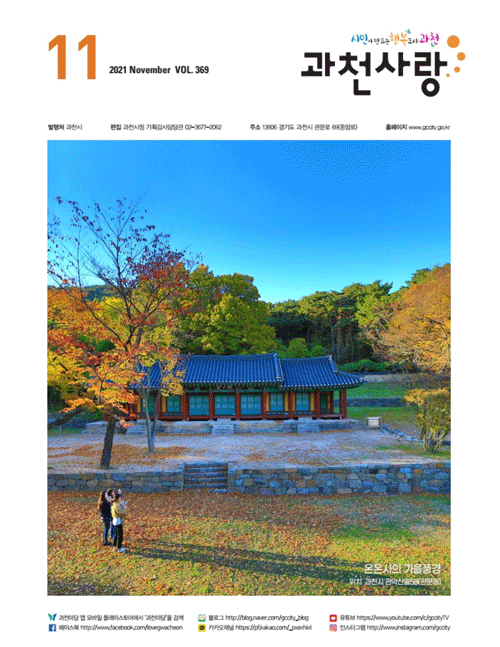 11
2021 November VOL. 369
시민이 만드는 행복도시 과천
과천사랑
발행처 과천시 편집 과천시청 기획감사담당관 02-3677-2062 주소 13806 경기도 과천시 관문로 69(중앙로) 홈페이지 www.gccity.go.kr
온온사의 가을풍경
위치 과천시 관악산길58(관문동)
과천마당 앱 모바일 플레이스토어에서 '과천마당'을 검색 블로그 http://blog.naver.com/gccity_blog 유튜브 https://www.youtube.com/c/gccityTV
페이스북 http://www.facebook.com/lovegwacheon 카카오채널 https://pf.kakao.com/_pxexhkl 인스타그램 http://www.instagram.com/gccity